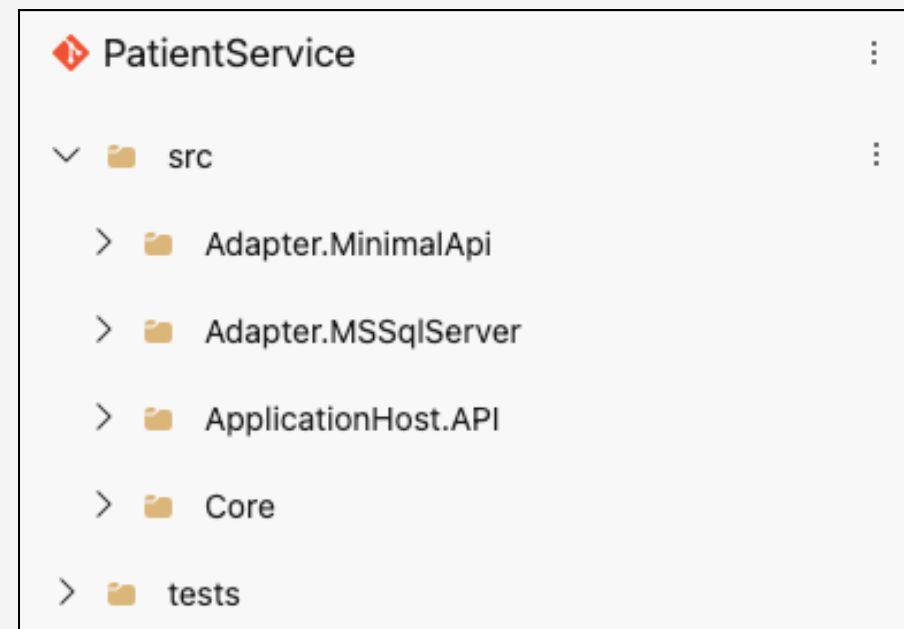 PatientService
src
Adapter.MinimalApi
Adapter.MSSqlServer
ApplicationHost.API
Core
tests